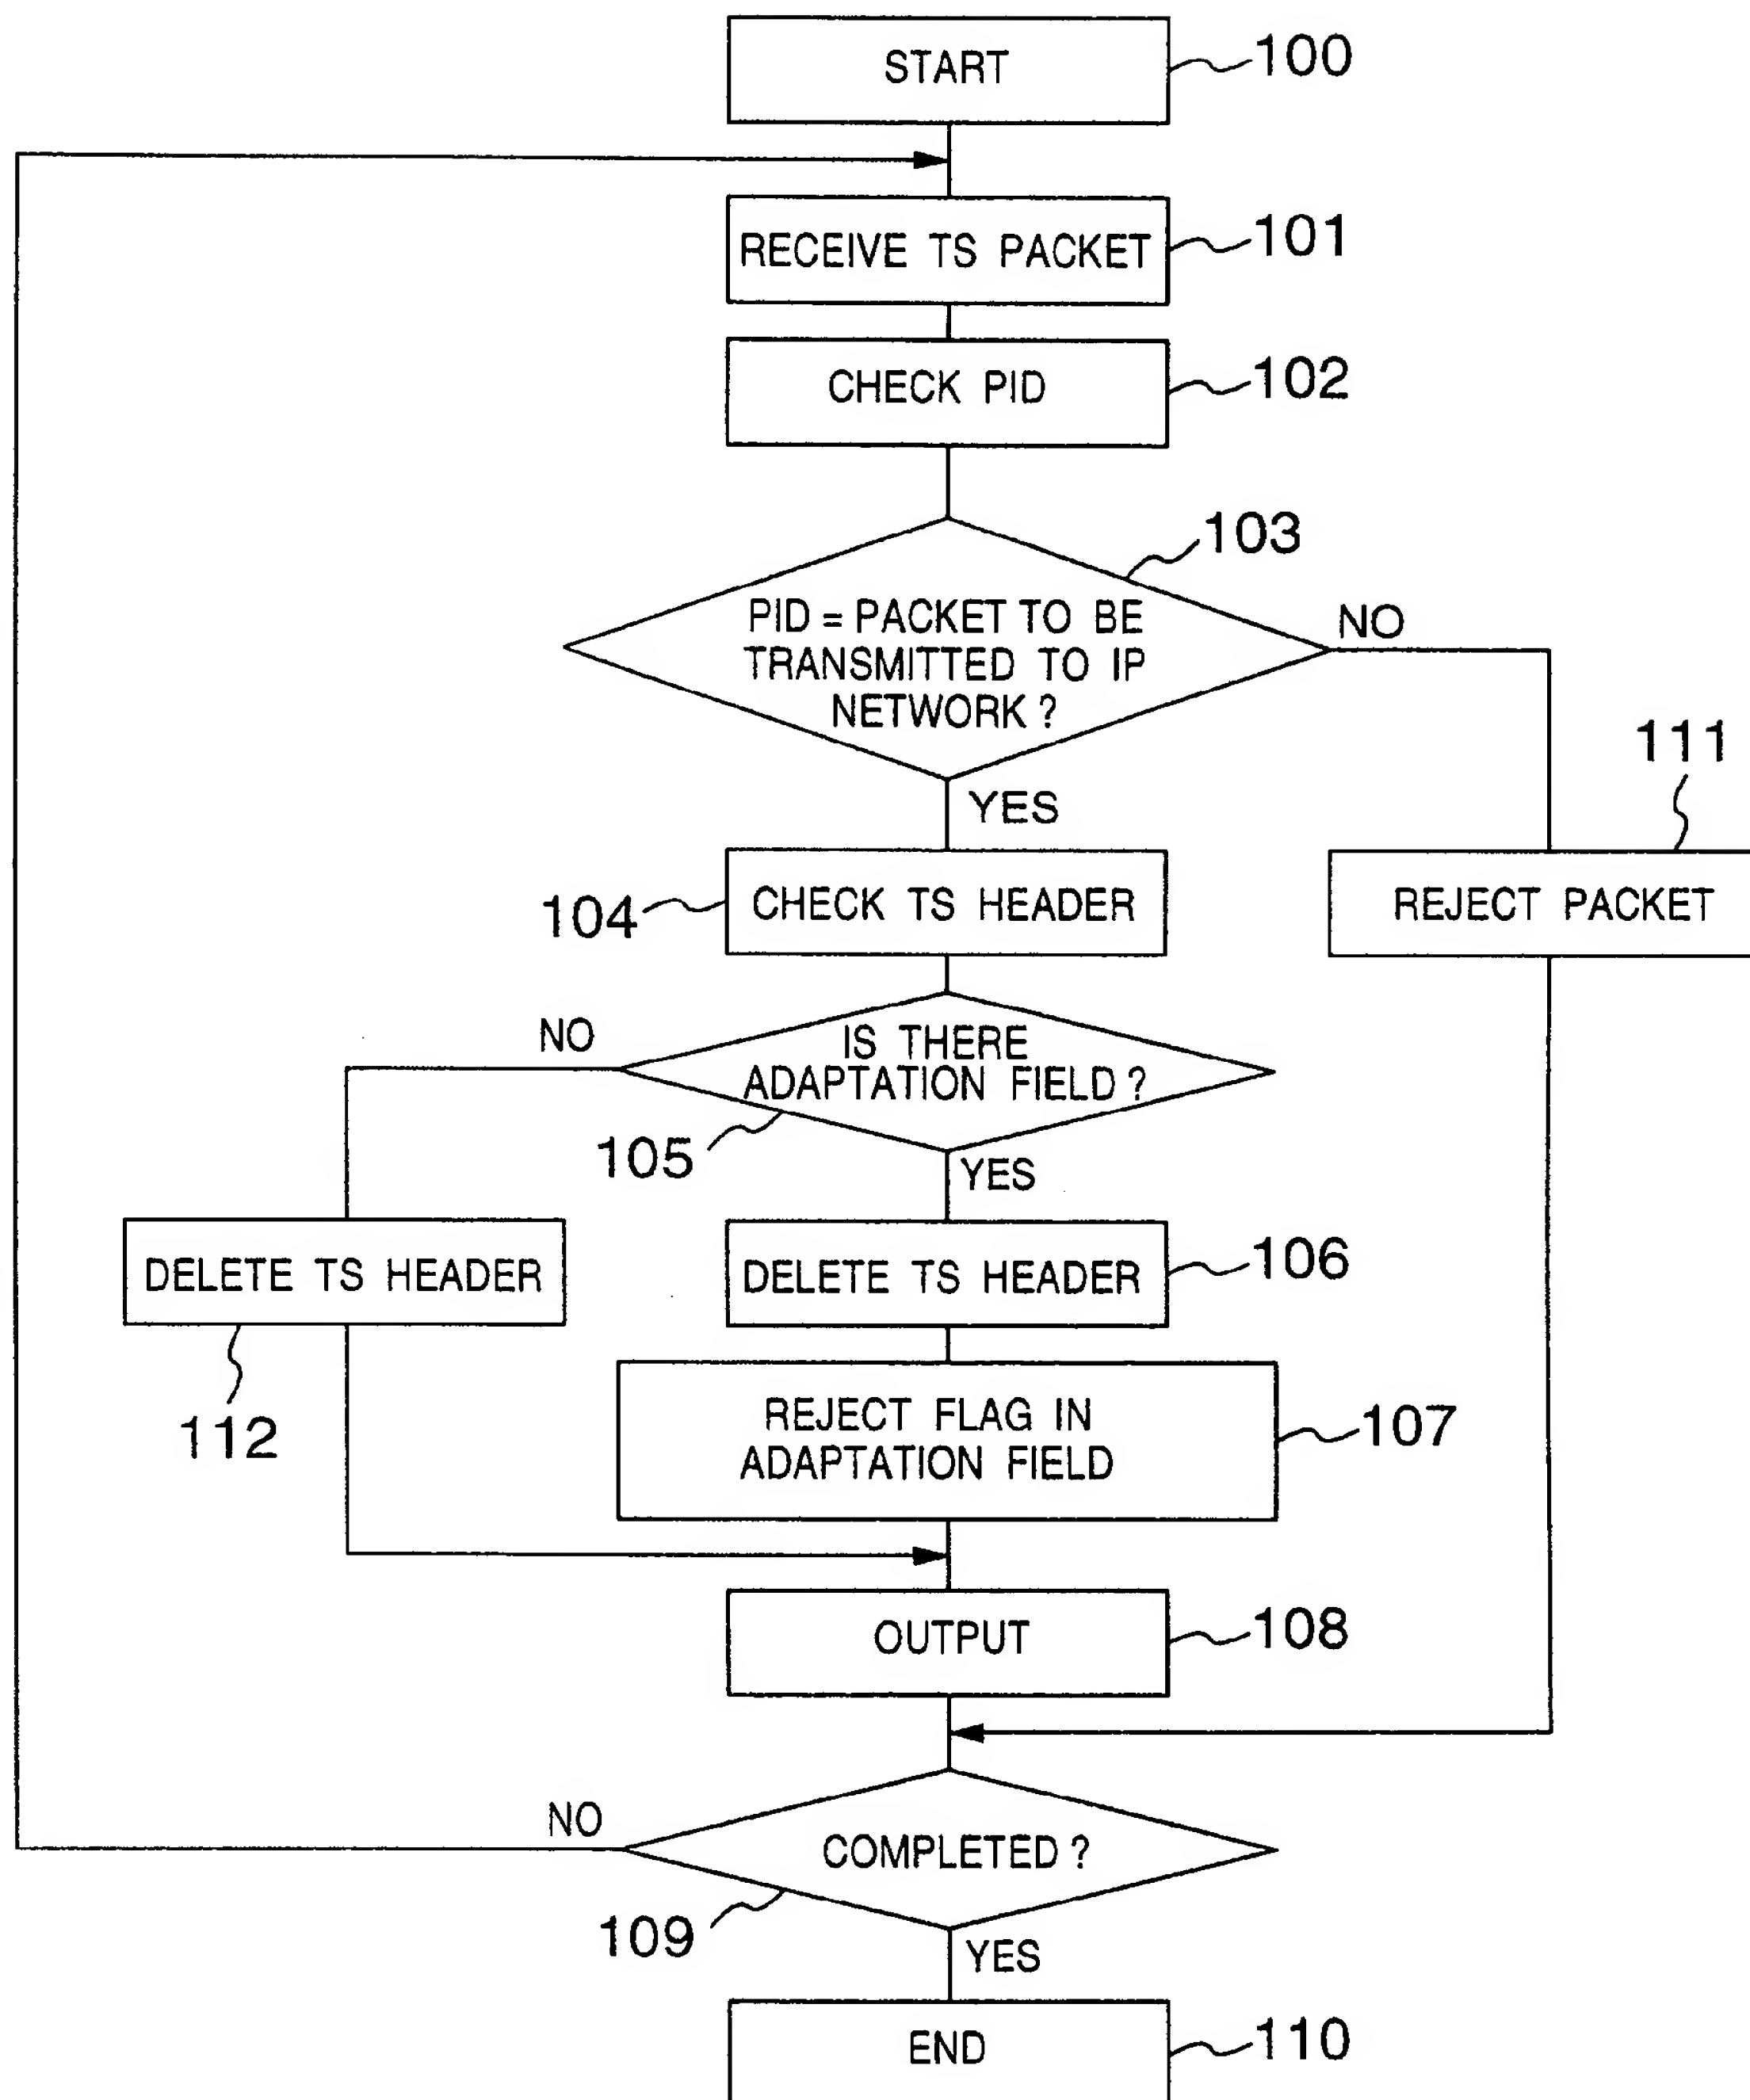 START
100
RECEIVE TS PACKET
101
CHECK PID
102
103
PID = PACKET TO BE
TRANSMITTED TO IP
NETWORK ?
NO
YES
111
104
CHECK TS HEADER
REJECT PACKET
NO
IS THERE
ADAPTATION FIELD ?
105
YES
DELETE TS HEADER
112
DELETE TS HEADER
106
REJECT FLAG IN
ADAPTATION FIELD
107
OUTPUT
108
NO
COMPLETED ?
109
YES
END
110